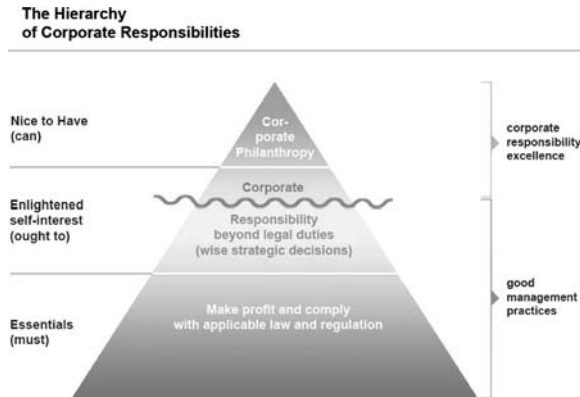 The Hierarchy
of Corporate Responsibilities
Nice to Have
(can)
Cor-
porate
Philanthropy
corporate
responsibility
excellence
Enlightened
self-interest
(ought to)
Corporate
Responsibility
beyond legal duties
(wise strategic decisions)
good
management
practices
Essentials
(must)
Make profit and comply
with applicable law and regulation